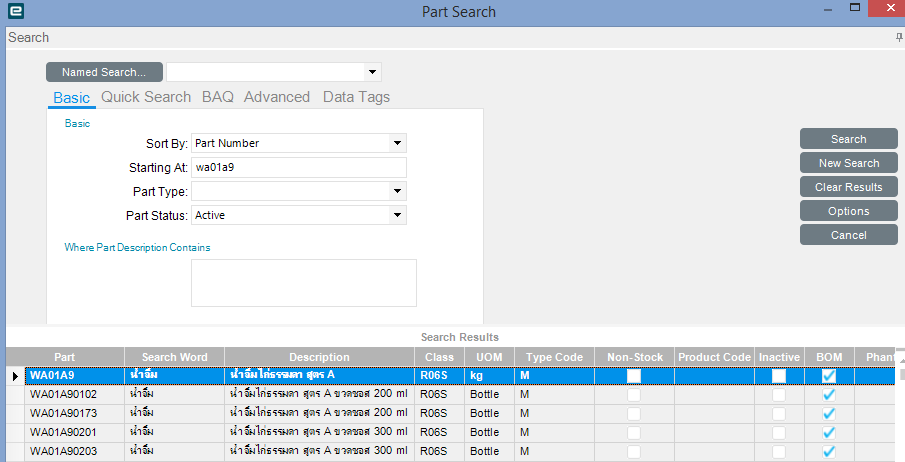 Part Search
Search
Named Search...
Basic Quick Search BAQ Advanced Data Tags
Basic
Sort By: Part Number
Starting At: wa01a9
Part Type:
Part Status: Active
Where Part Description Contains
Search
New Search
Clear Results
Options
Cancel
Search Results
Part Search Word Description Class UOM Type Code Non-Stock Product Code Inactive BOM Phant
WA01A9 น้ำจิ้ม น้ำจิ้มไก่ธรรมดา สูตร A R06S kg M
WA01A90102 น้ำจิ้ม น้ำจิ้มไก่ธรรมดา สูตร A ขวดซอส 200 ml R06S Bottle M
WA01A90173 น้ำจิ้ม น้ำจิ้มไก่ธรรมดา สูตร A ขวดซอส 200 ml R06S Bottle M
WA01A90201 น้ำจิ้ม น้ำจิ้มไก่ธรรมดา สูตร A ขวดซอส 300 ml R06S Bottle M
WA01A90203 น้ำจิ้ม น้ำจิ้มไก่ธรรมดา สูตร A ขวดซอส 300 ml R06S Bottle M